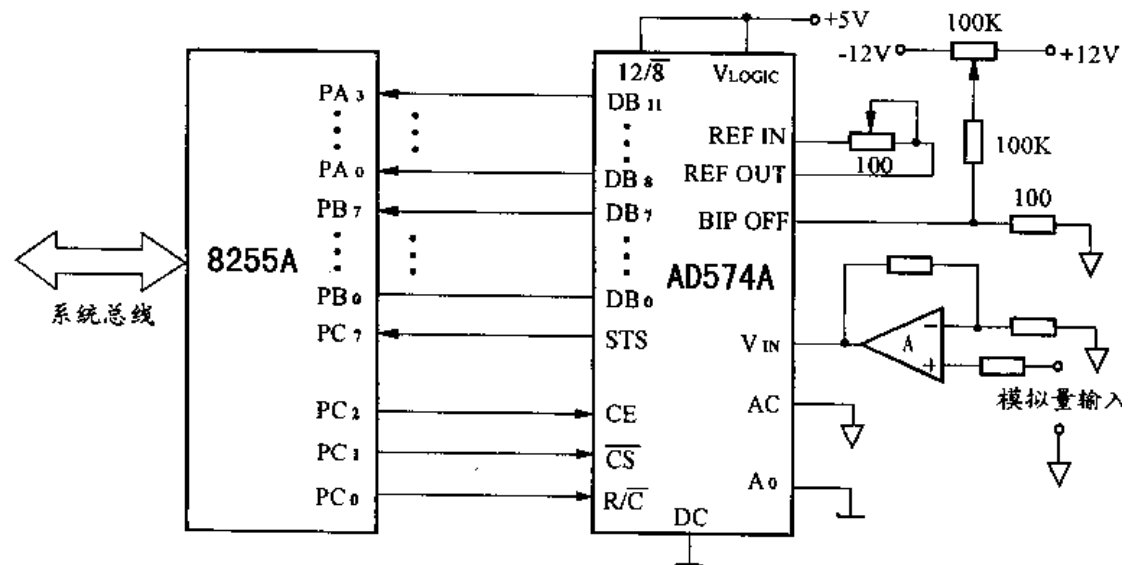 +5V
100K
-12V
+12V
12/8̅
VLOGIC
PA3
DB11
REF IN
100K
100
PA0
DB8
REF OUT
PB7
DB7
100
BIP OFF
8255A
AD574A
系统总线
PB0
DB0
PC7
STS
VIN
A
-
+
模拟量输入
PC2
CE
AC
PC1
C̅S̅
PC0
R/C̅
A0
DC